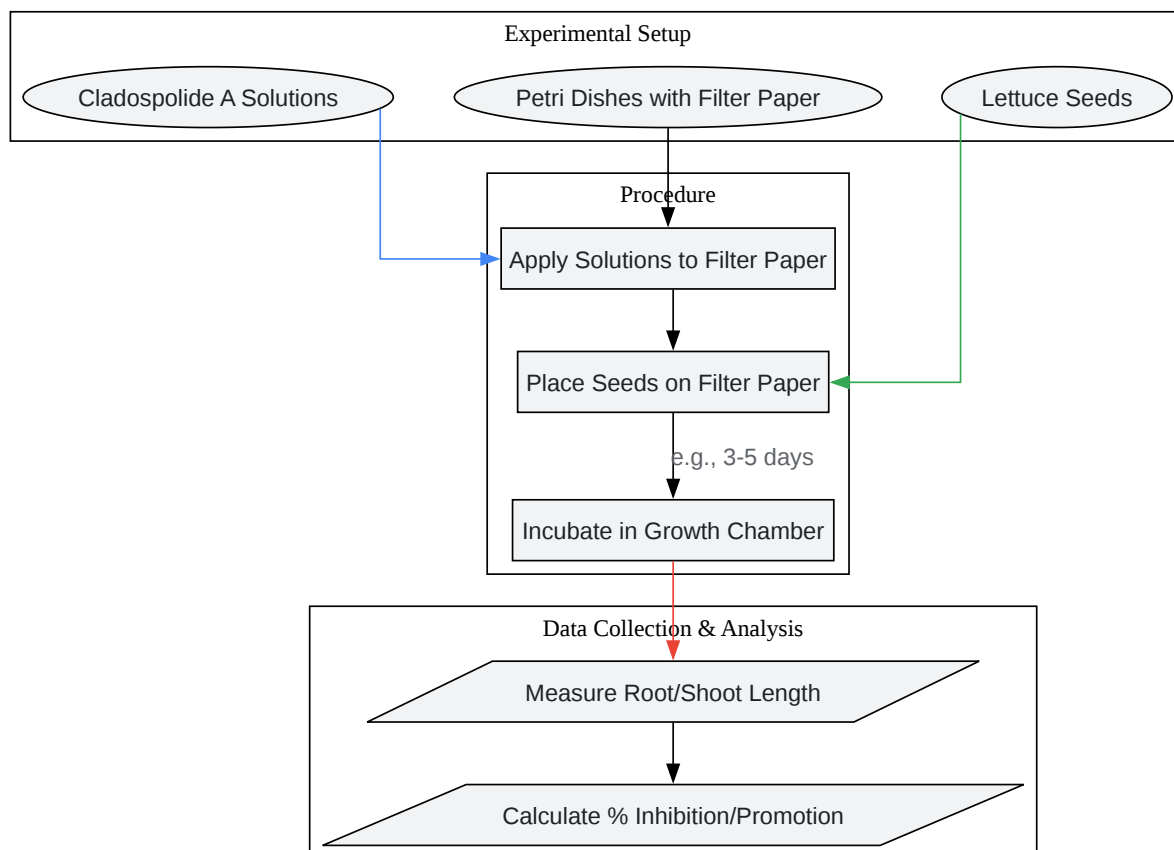 Experimental Setup
Cladospolide A Solutions
Petri Dishes with Filter Paper
Lettuce Seeds
Procedure
Apply Solutions to Filter Paper
Place Seeds on Filter Paper
e.g., 3-5 days
Incubate in Growth Chamber
Data Collection & Analysis
Measure Root/Shoot Length
Calculate % Inhibition/Promotion